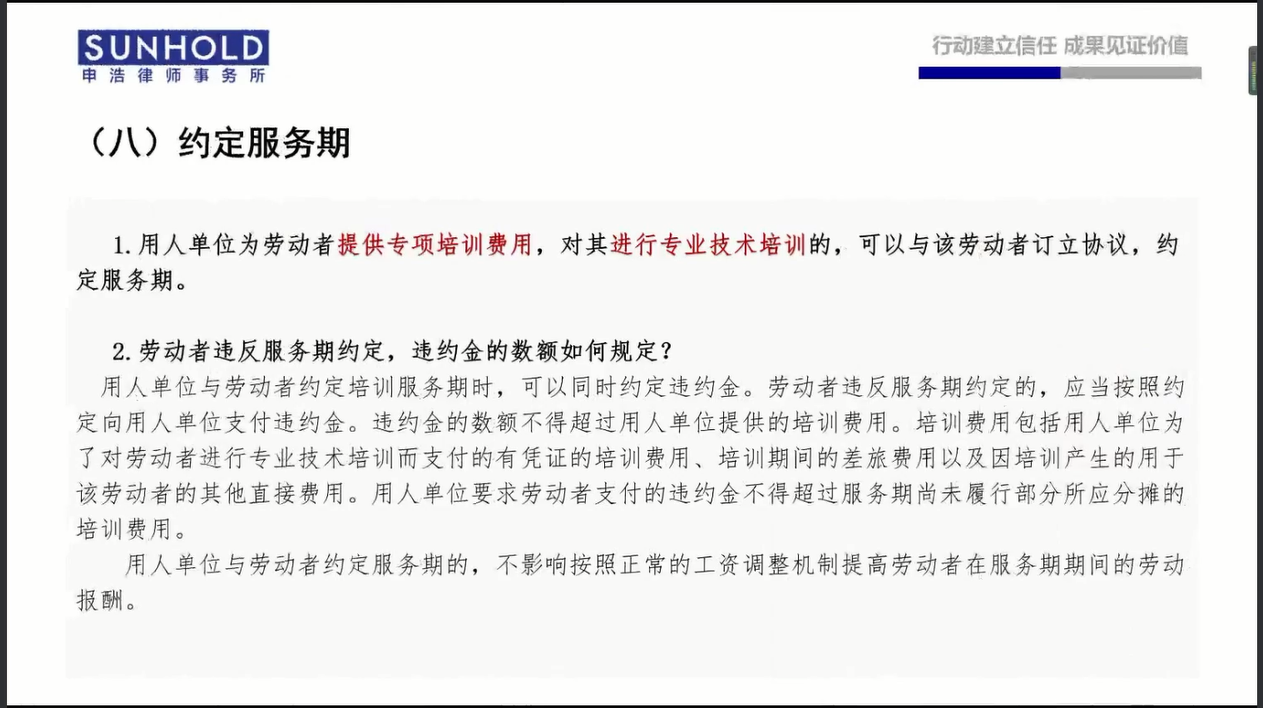 SUNHOLD
申浩律师事务所
行动建立信任 成果见证价值
（八）约定服务期
1.用人单位为劳动者提供专项培训费用，对其进行专业技术培训的，可以与该劳动者订立协议，约
定服务期。
2.劳动者违反服务期约定，违约金的数额如何规定？
用人单位与劳动者约定培训服务期时，可以同时约定违约金。劳动者违反服务期约定的，应当按照约
定向用人单位支付违约金。违约金的数额不得超过用人单位提供的培训费用。培训费用包括用人单位为
了对劳动者进行专业技术培训而支付的有凭证的培训费用、培训期间的差旅费用以及因培训产生的用于
该劳动者的其他直接费用。用人单位要求劳动者支付的违约金不得超过服务期尚未履行部分所应分摊的
培训费用。
用人单位与劳动者约定服务期的，不影响按照正常的工资调整机制提高劳动者在服务期期间的劳动
报酬。